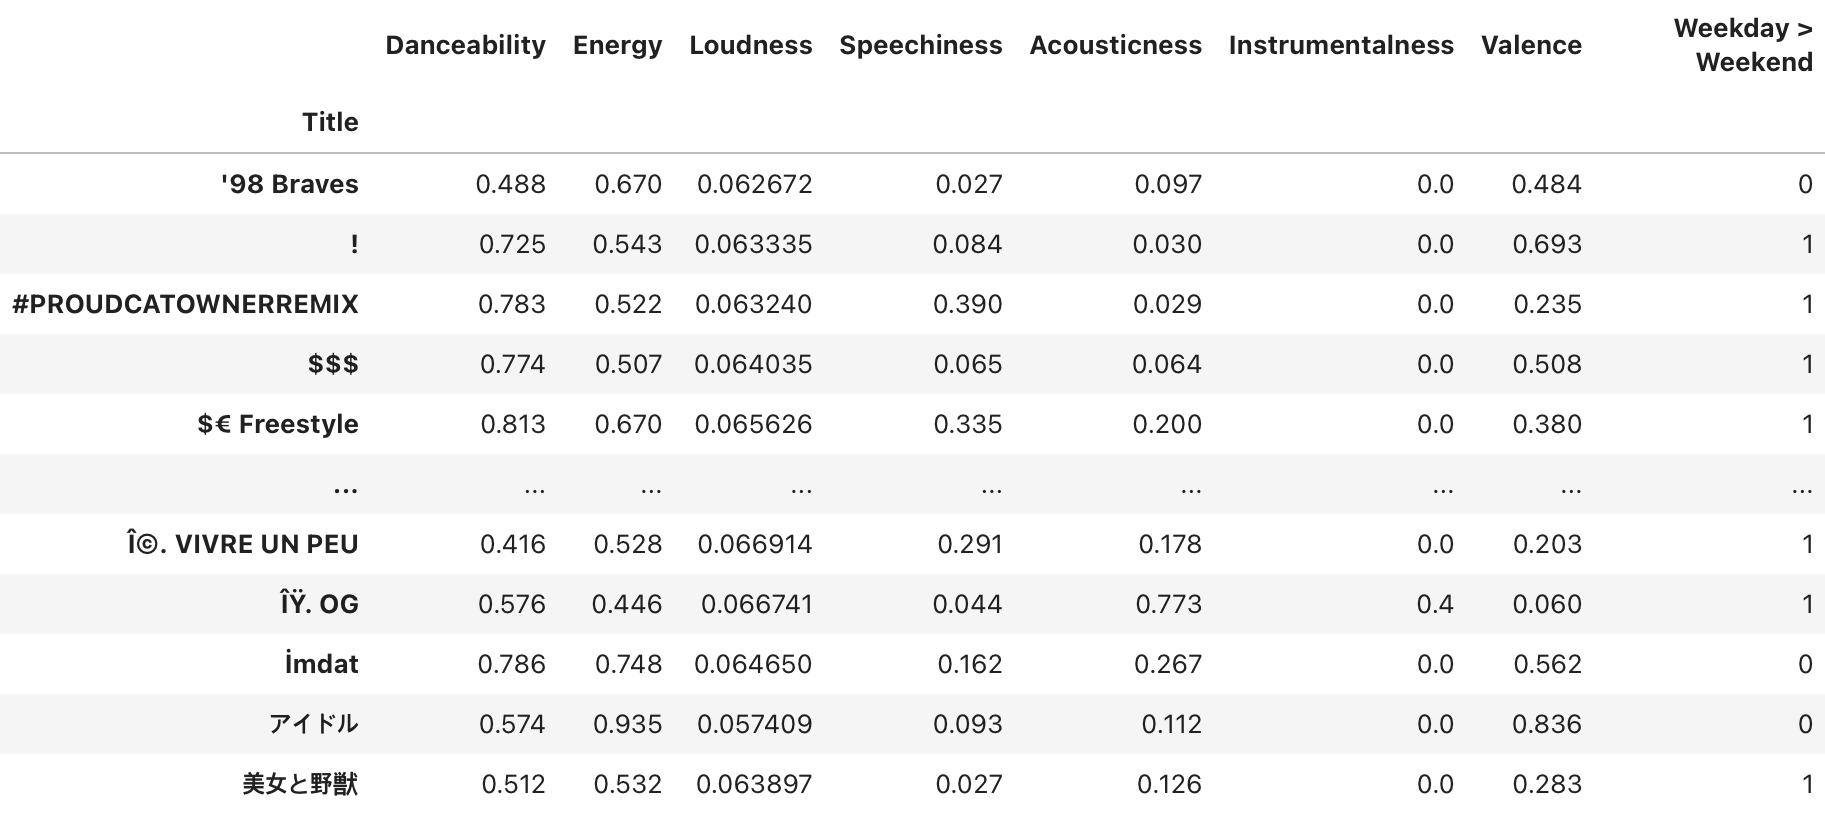 Danceability Energy Loudness Speechiness Acousticness Instrumentalness Valence Weekday >
Weekend
Title
'98 Braves 0.488 0.670 0.062672 0.027 0.097 0.0 0.484 0
! 0.725 0.543 0.063335 0.084 0.030 0.0 0.693 1
#PROUDCATOWNERREMIX 0.783 0.522 0.063240 0.390 0.029 0.0 0.235 1
$$$ 0.774 0.507 0.064035 0.065 0.064 0.0 0.508 1
$€ Freestyle 0.813 0.670 0.065626 0.335 0.200 0.0 0.380 1
... ... ... ... ... ... ... ... ...
Î©. VIVRE UN PEU 0.416 0.528 0.066914 0.291 0.178 0.0 0.203 1
ÎŸ. OG 0.576 0.446 0.066741 0.044 0.773 0.4 0.060 1
İmdat 0.786 0.748 0.064650 0.162 0.267 0.0 0.562 0
アイドル 0.574 0.935 0.057409 0.093 0.112 0.0 0.836 0
美女と野獣 0.512 0.532 0.063897 0.027 0.126 0.0 0.283 1